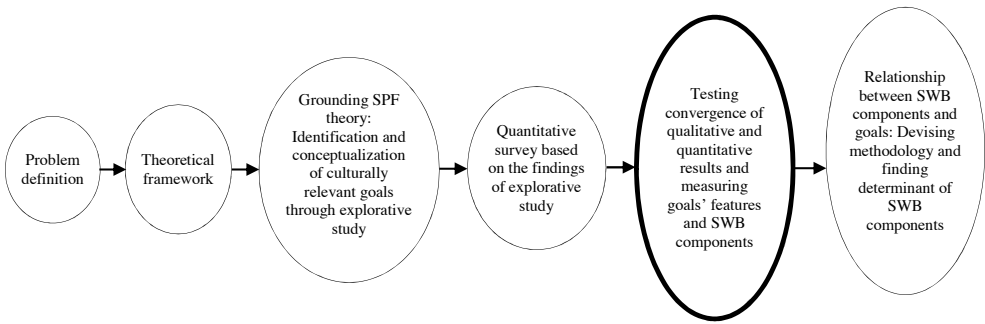 Problem
definition
Theoretical
framework
Grounding SPF
theory:
Identification and
conceptualization
of culturally
relevant goals
through explorative
study
Quantitative
survey based
on the findings
of explorative
study
Testing
convergence of
qualitative and
quantitative
results and
measuring
goals’ features
and SWB
components
Relationship
between SWB
components and
goals: Devising
methodology and
finding
determinant of
SWB
components